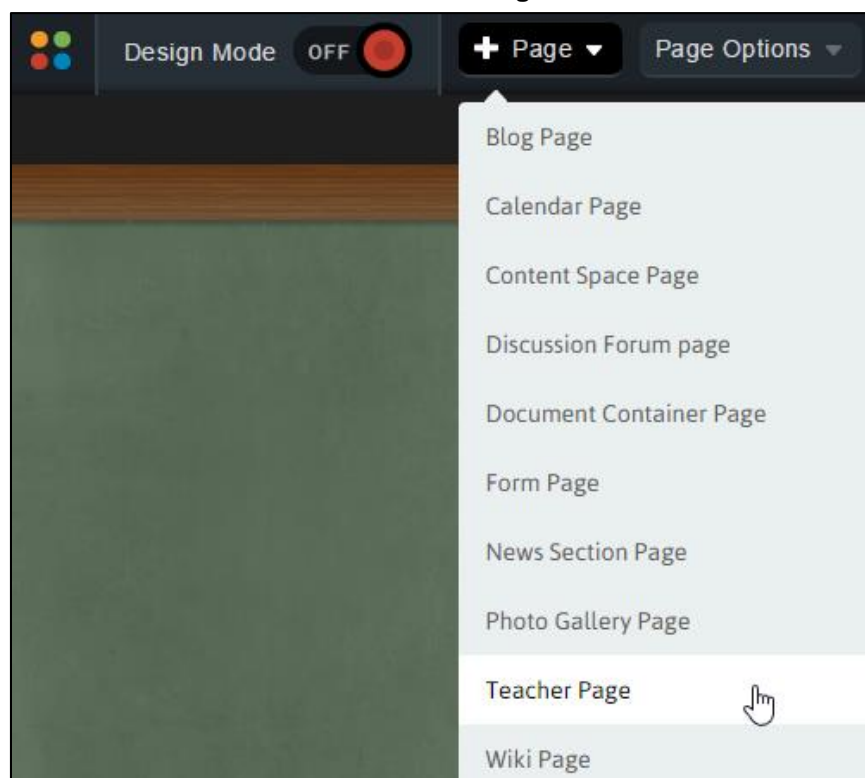 Design Mode OFF + Page Page Options
Blog Page
Calendar Page
Content Space Page
Discussion Forum page
Document Container Page
Form Page
News Section Page
Photo Gallery Page
Teacher Page
Wiki Page